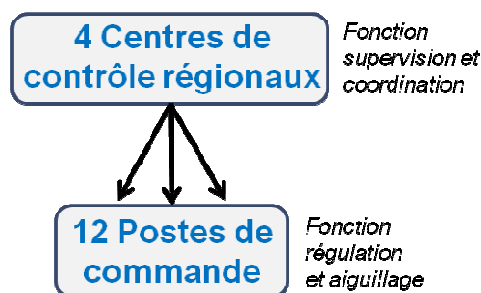 4 Centres de
contrôle régionaux
Fonction
supervision et
coordination
12 Postes de
commande
Fonction
régulation
et aiguillage